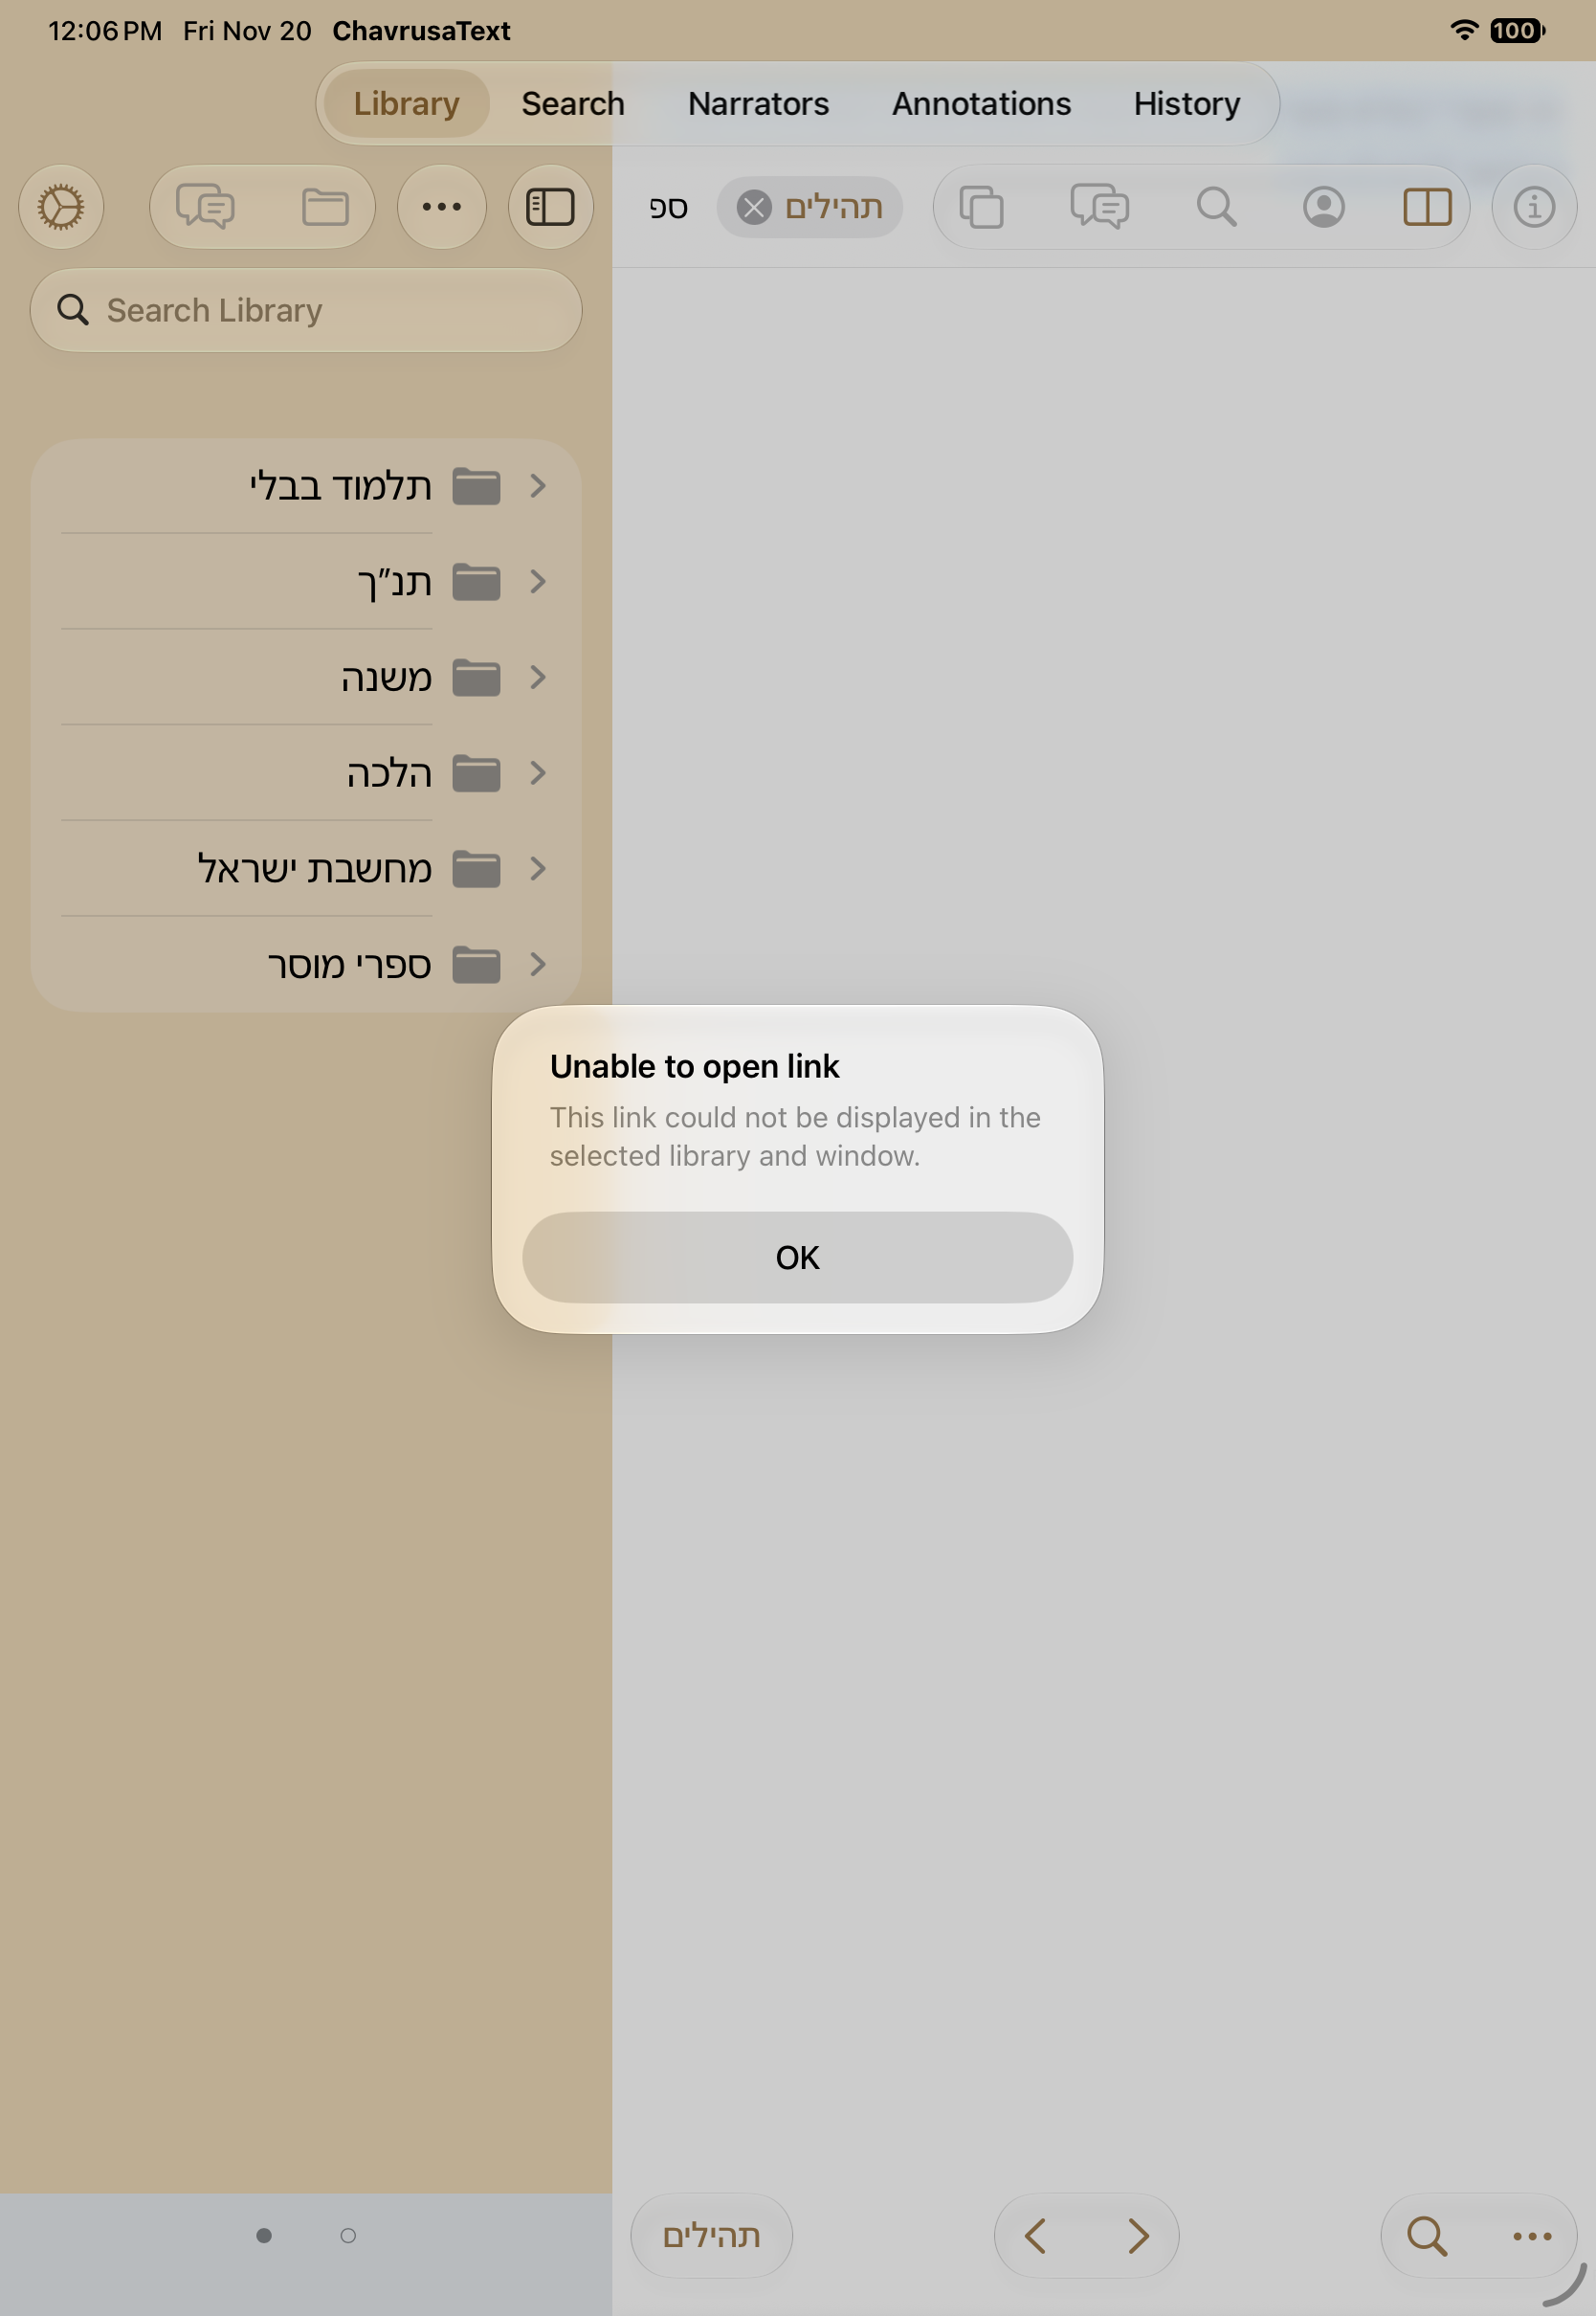 12:06 PM Fri Nov 20 ChavrusaText
100
Library Search Narrators Annotations History
ספ
תהילים
Search Library
תלמוד בבלי
תנ"ך
משנה
הלכה
מחשבת ישראל
ספרי מוסר
Unable to open link
This link could not be displayed in the
selected library and window.
OK
תהילים